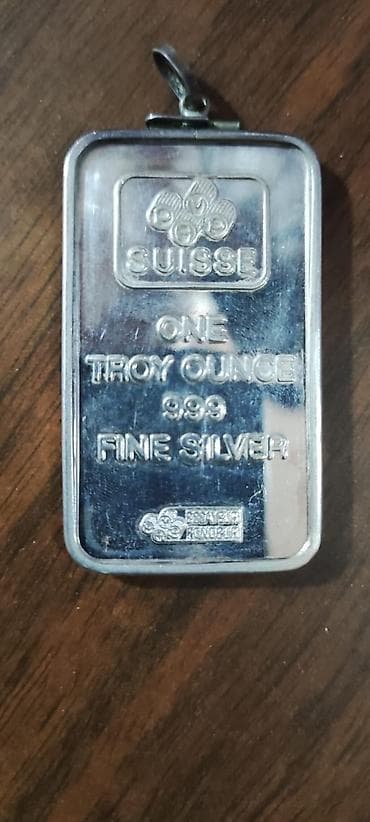 SUISSE
ONE
TROY OUNCE
999
FINE SILVER